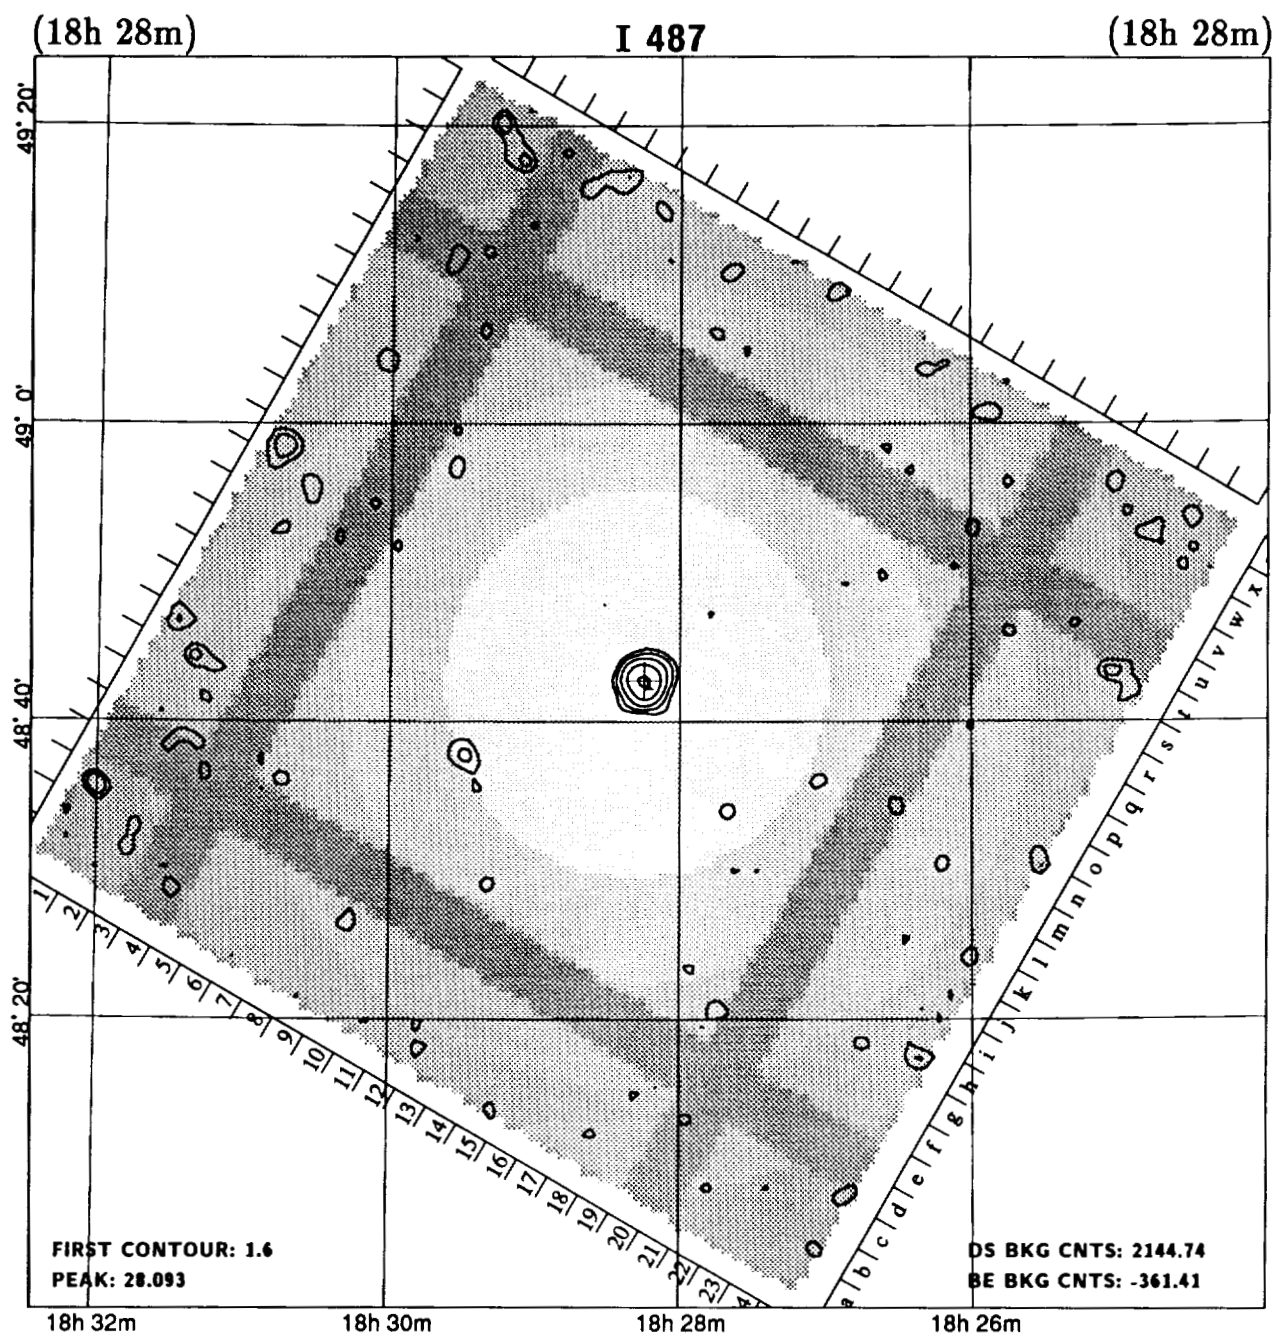 (18h 28m) I 487 (18h 28m)
49° 20'
49° 0'
48° 40'
48° 20'
1 2 3 4 5 6 7 8 9 10 11 12 13 14 15 16 17 18 19 20 21 22 23 4
a b c d e f g h i j k l m n o p q r s t u v w x
FIRST CONTOUR: 1.6
PEAK: 28.093
DS BKG CNTS: 2144.74
BE BKG CNTS: -361.41
18h 32m 18h 30m 18h 28m 18h 26m